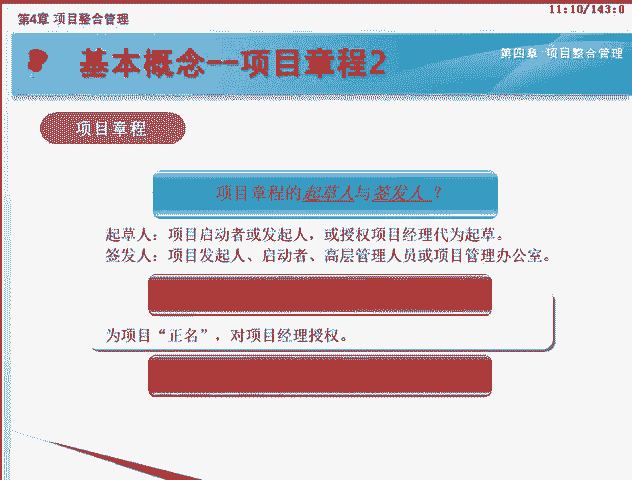 第4章 项目整合管理
11:10/143:0
基本概念--项目章程2
第四章 项目整合管理
项目章程
项目章程的起草人与签发人 ？
起草人：项目启动者或发起人，或授权项目经理代为起草。
签发人：项目发起人、启动者、高层管理人员或项目管理办公室。
为项目“正名”，对项目经理授权。